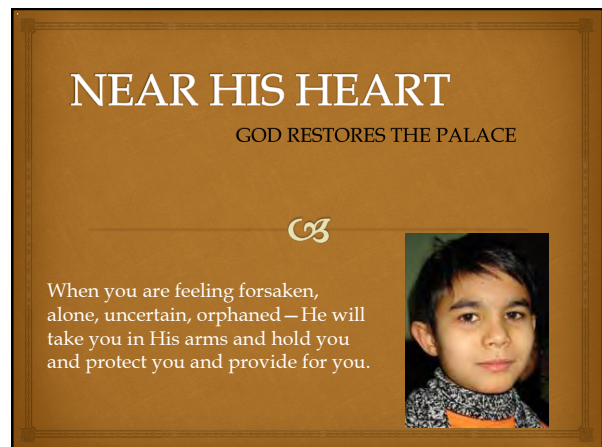 NEAR HIS HEART
GOD RESTORES THE PALACE
When you are feeling forsaken,
alone, uncertain, orphaned—He will
take you in His arms and hold you
and protect you and provide for you.